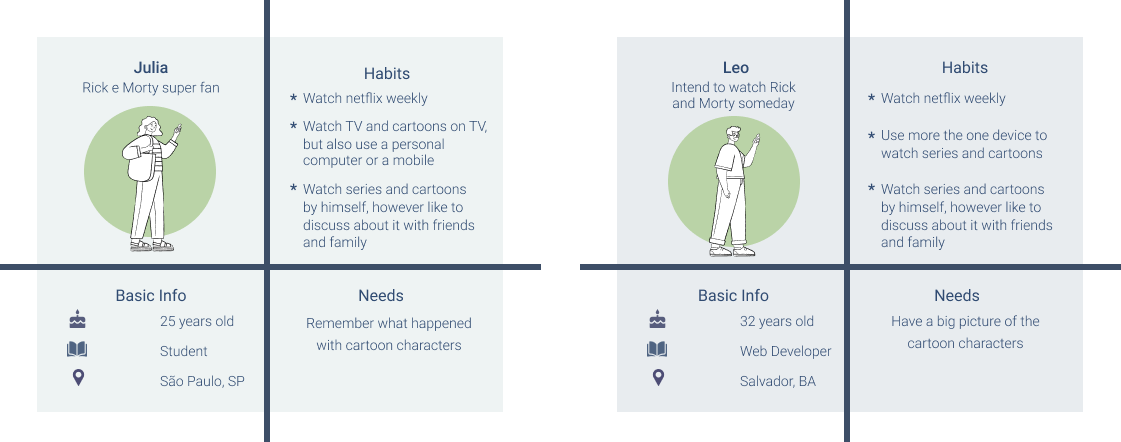 Julia
Rick e Morty super fan
Habits
* Watch netflix weekly
* Watch TV and cartoons on TV,
but also use a personal
computer or a mobile
* Watch series and cartoons
by himself, however like to
discuss about it with friends
and family
Basic Info
25 years old
Student
São Paulo, SP
Needs
Remember what happened
with cartoon characters
Leo
Intend to watch Rick
and Morty someday
Habits
* Watch netflix weekly
* Use more the one device to
watch series and cartoons
* Watch series and cartoons
by himself, however like to
discuss about it with friends
and family
Basic Info
32 years old
Web Developer
Salvador, BA
Needs
Have a big picture of the
cartoon characters